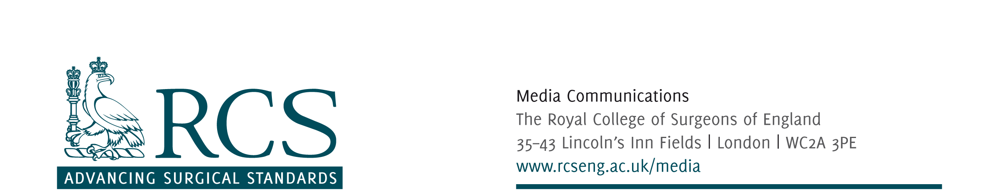 RCS
ADVANCING SURGICAL STANDARDS
Media Communications
The Royal College of Surgeons of England
35–43 Lincoln’s Inn Fields | London | WC2A 3PE
www.rcseng.ac.uk/media